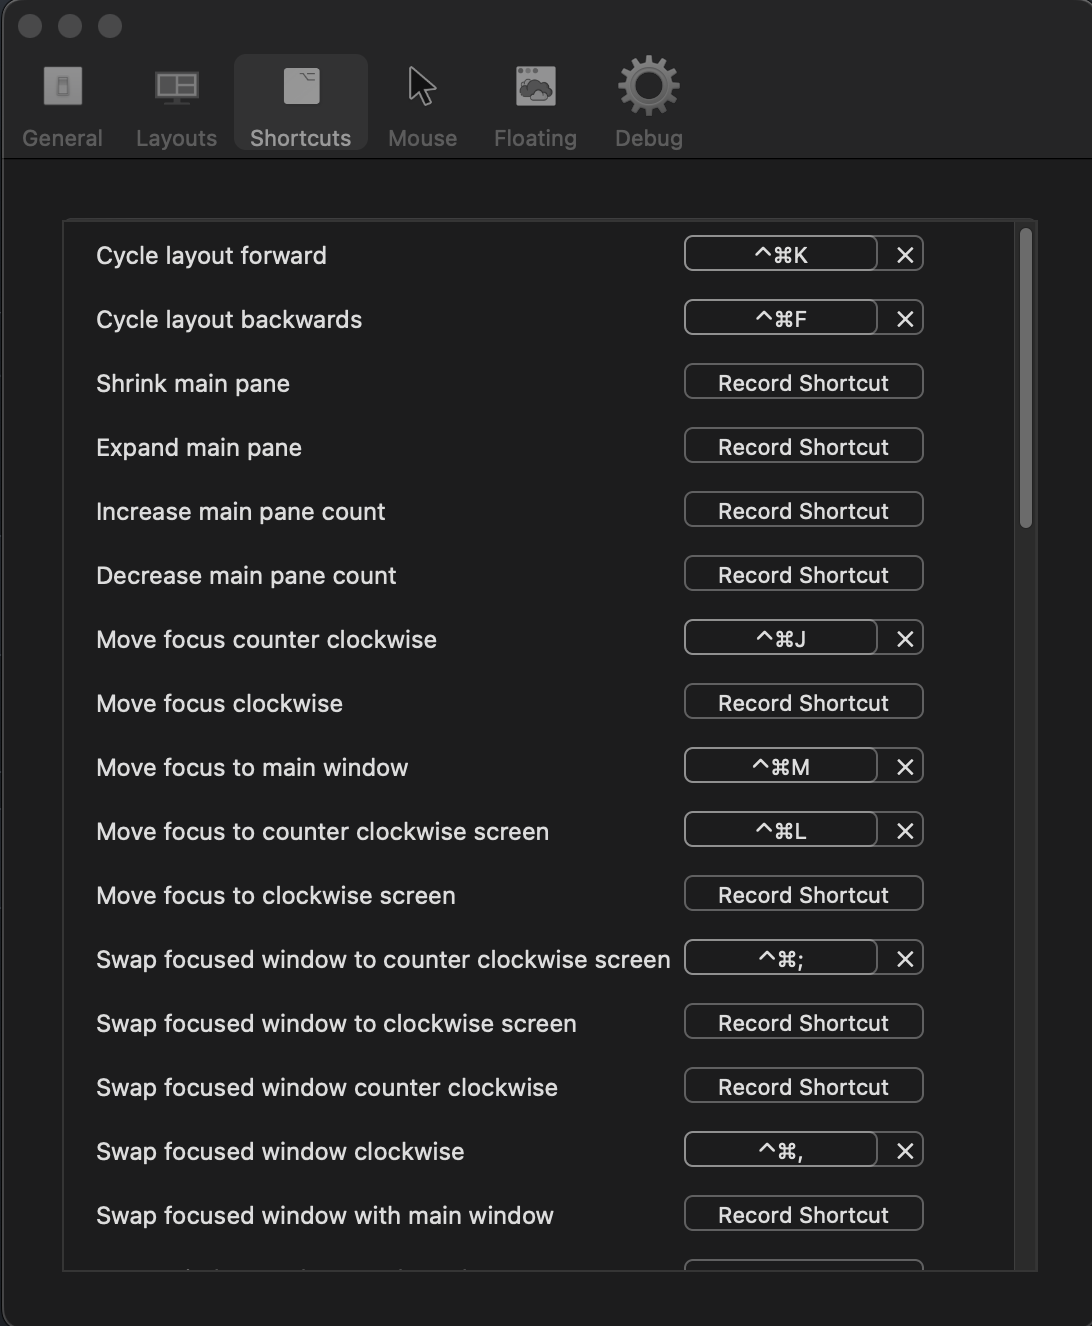 General Layouts Shortcuts Mouse Floating Debug
Cycle layout forward ^⌘K ✕
Cycle layout backwards ^⌘F ✕
Shrink main pane Record Shortcut
Expand main pane Record Shortcut
Increase main pane count Record Shortcut
Decrease main pane count Record Shortcut
Move focus counter clockwise ^⌘J ✕
Move focus clockwise Record Shortcut
Move focus to main window ^⌘M ✕
Move focus to counter clockwise screen ^⌘L ✕
Move focus to clockwise screen Record Shortcut
Swap focused window to counter clockwise screen ^⌘; ✕
Swap focused window to clockwise screen Record Shortcut
Swap focused window counter clockwise Record Shortcut
Swap focused window clockwise ^⌘, ✕
Swap focused window with main window Record Shortcut